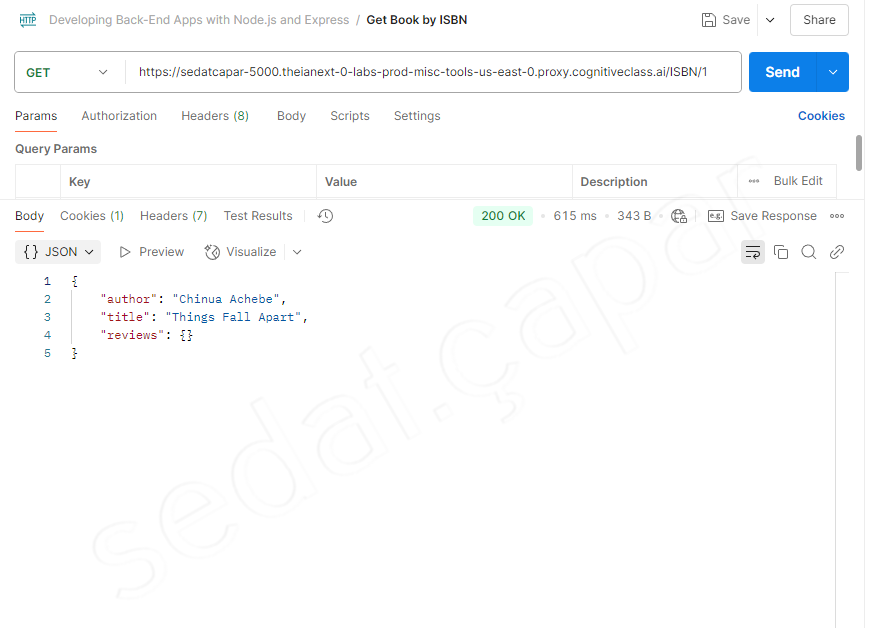 HTTP Developing Back-End Apps with Node.js and Express / Get Book by ISBN Save Share
GET https://sedatcapar-5000.theianext-0-labs-prod-misc-tools-us-east-0.proxy.cognitiveclass.ai/ISBN/1 Send
Params Authorization Headers (8) Body Scripts Settings Cookies
Query Params
Key Value Description Bulk Edit
Body Cookies (1) Headers (7) Test Results 200 OK 615 ms 343 B e.g. Save Response
{} JSON Preview Visualize
1 {
2 "author": "Chinua Achebe",
3 "title": "Things Fall Apart",
4 "reviews": {}
5 }
sedat.çapar